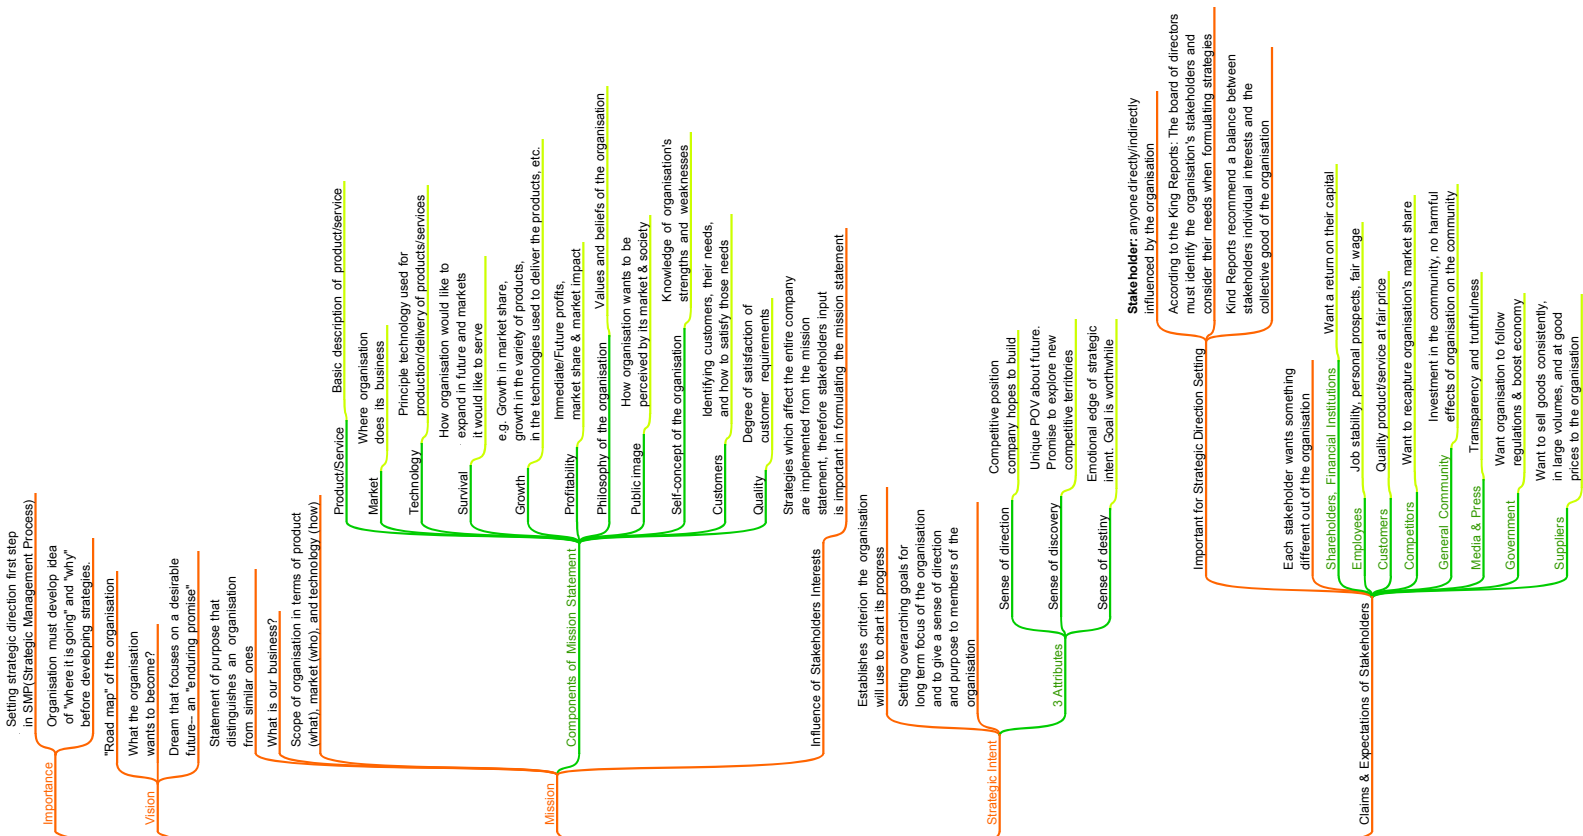 Importance
Setting strategic direction first step
in SMP(Strategic Management Process)
Organisation must develop idea
of "where it is going" and "why"
before developing strategies.
Vision
"Road map" of the organisation
What the organisation
wants to become?
Dream that focuses on a desirable
future-- an "enduring promise"
Mission
Statement of purpose that
distinguishes an organisation
from similar ones
What is our business?
Scope of organisation in terms of product
(what), market (who), and technology (how)
Components of Mission Statement
Product/Service
Basic description of product/service
Market
Where organisation
does its business
Technology
Principle technology used for
production/delivery of products/services
Survival
How organisation would like to
expand in future and markets
it would like to serve
Growth
e.g. Growth in market share,
growth in the variety of products,
in the technologies used to deliver the products, etc.
Profitability
Immediate/Future profits,
market share & market impact
Philosophy of the organisation
Values and beliefs of the organisation
Public image
How organisation wants to be
perceived by its market & society
Self-concept of the organisation
Knowledge of organisation's
strengths and weaknesses
Customers
Identifying customers, their needs,
and how to satisfy those needs
Quality
Degree of satisfaction of
customer requirements
Influence of Stakeholders Interests
Strategies which affect the entire company
are implemented from the mission
statement, therefore stakeholders input
is important in formulating the mission statement
Strategic Intent
Establishes criterion the organisation
will use to chart its progress
Setting overarching goals for
long term focus of the organisation
and to give a sense of direction
and purpose to members of the
organisation
3 Attributes
Sense of direction
Competitive position
company hopes to build
Sense of discovery
Unique POV about future.
Promise to explore new
competitive territories
Sense of destiny
Emotional edge of strategic
intent. Goal is worthwhile
Claims & Expectations of Stakeholders
Important for Strategic Direction Setting
Stakeholder: anyone directly/indirectly
influenced by the organisation
According to the King Reports: The board of directors
must identify the organisation's stakeholders and
consider their needs when formulating strategies
Kind Reports recommend a balance between
stakeholders individual interests and the
collective good of the organisation
Each stakeholder wants something
different out of the organisation
Shareholders, Financial Institutions
Want a return on their capital
Employees
Job stability, personal prospects, fair wage
Customers
Quality product/service at fair price
Competitors
Want to recapture organisation's market share
General Community
Investment in the community, no harmful
effects of organisation on the community
Media & Press
Transparency and truthfulness
Government
Want organisation to follow
regulations & boost economy
Suppliers
Want to sell goods consistently,
in large volumes, and at good
prices to the organisation